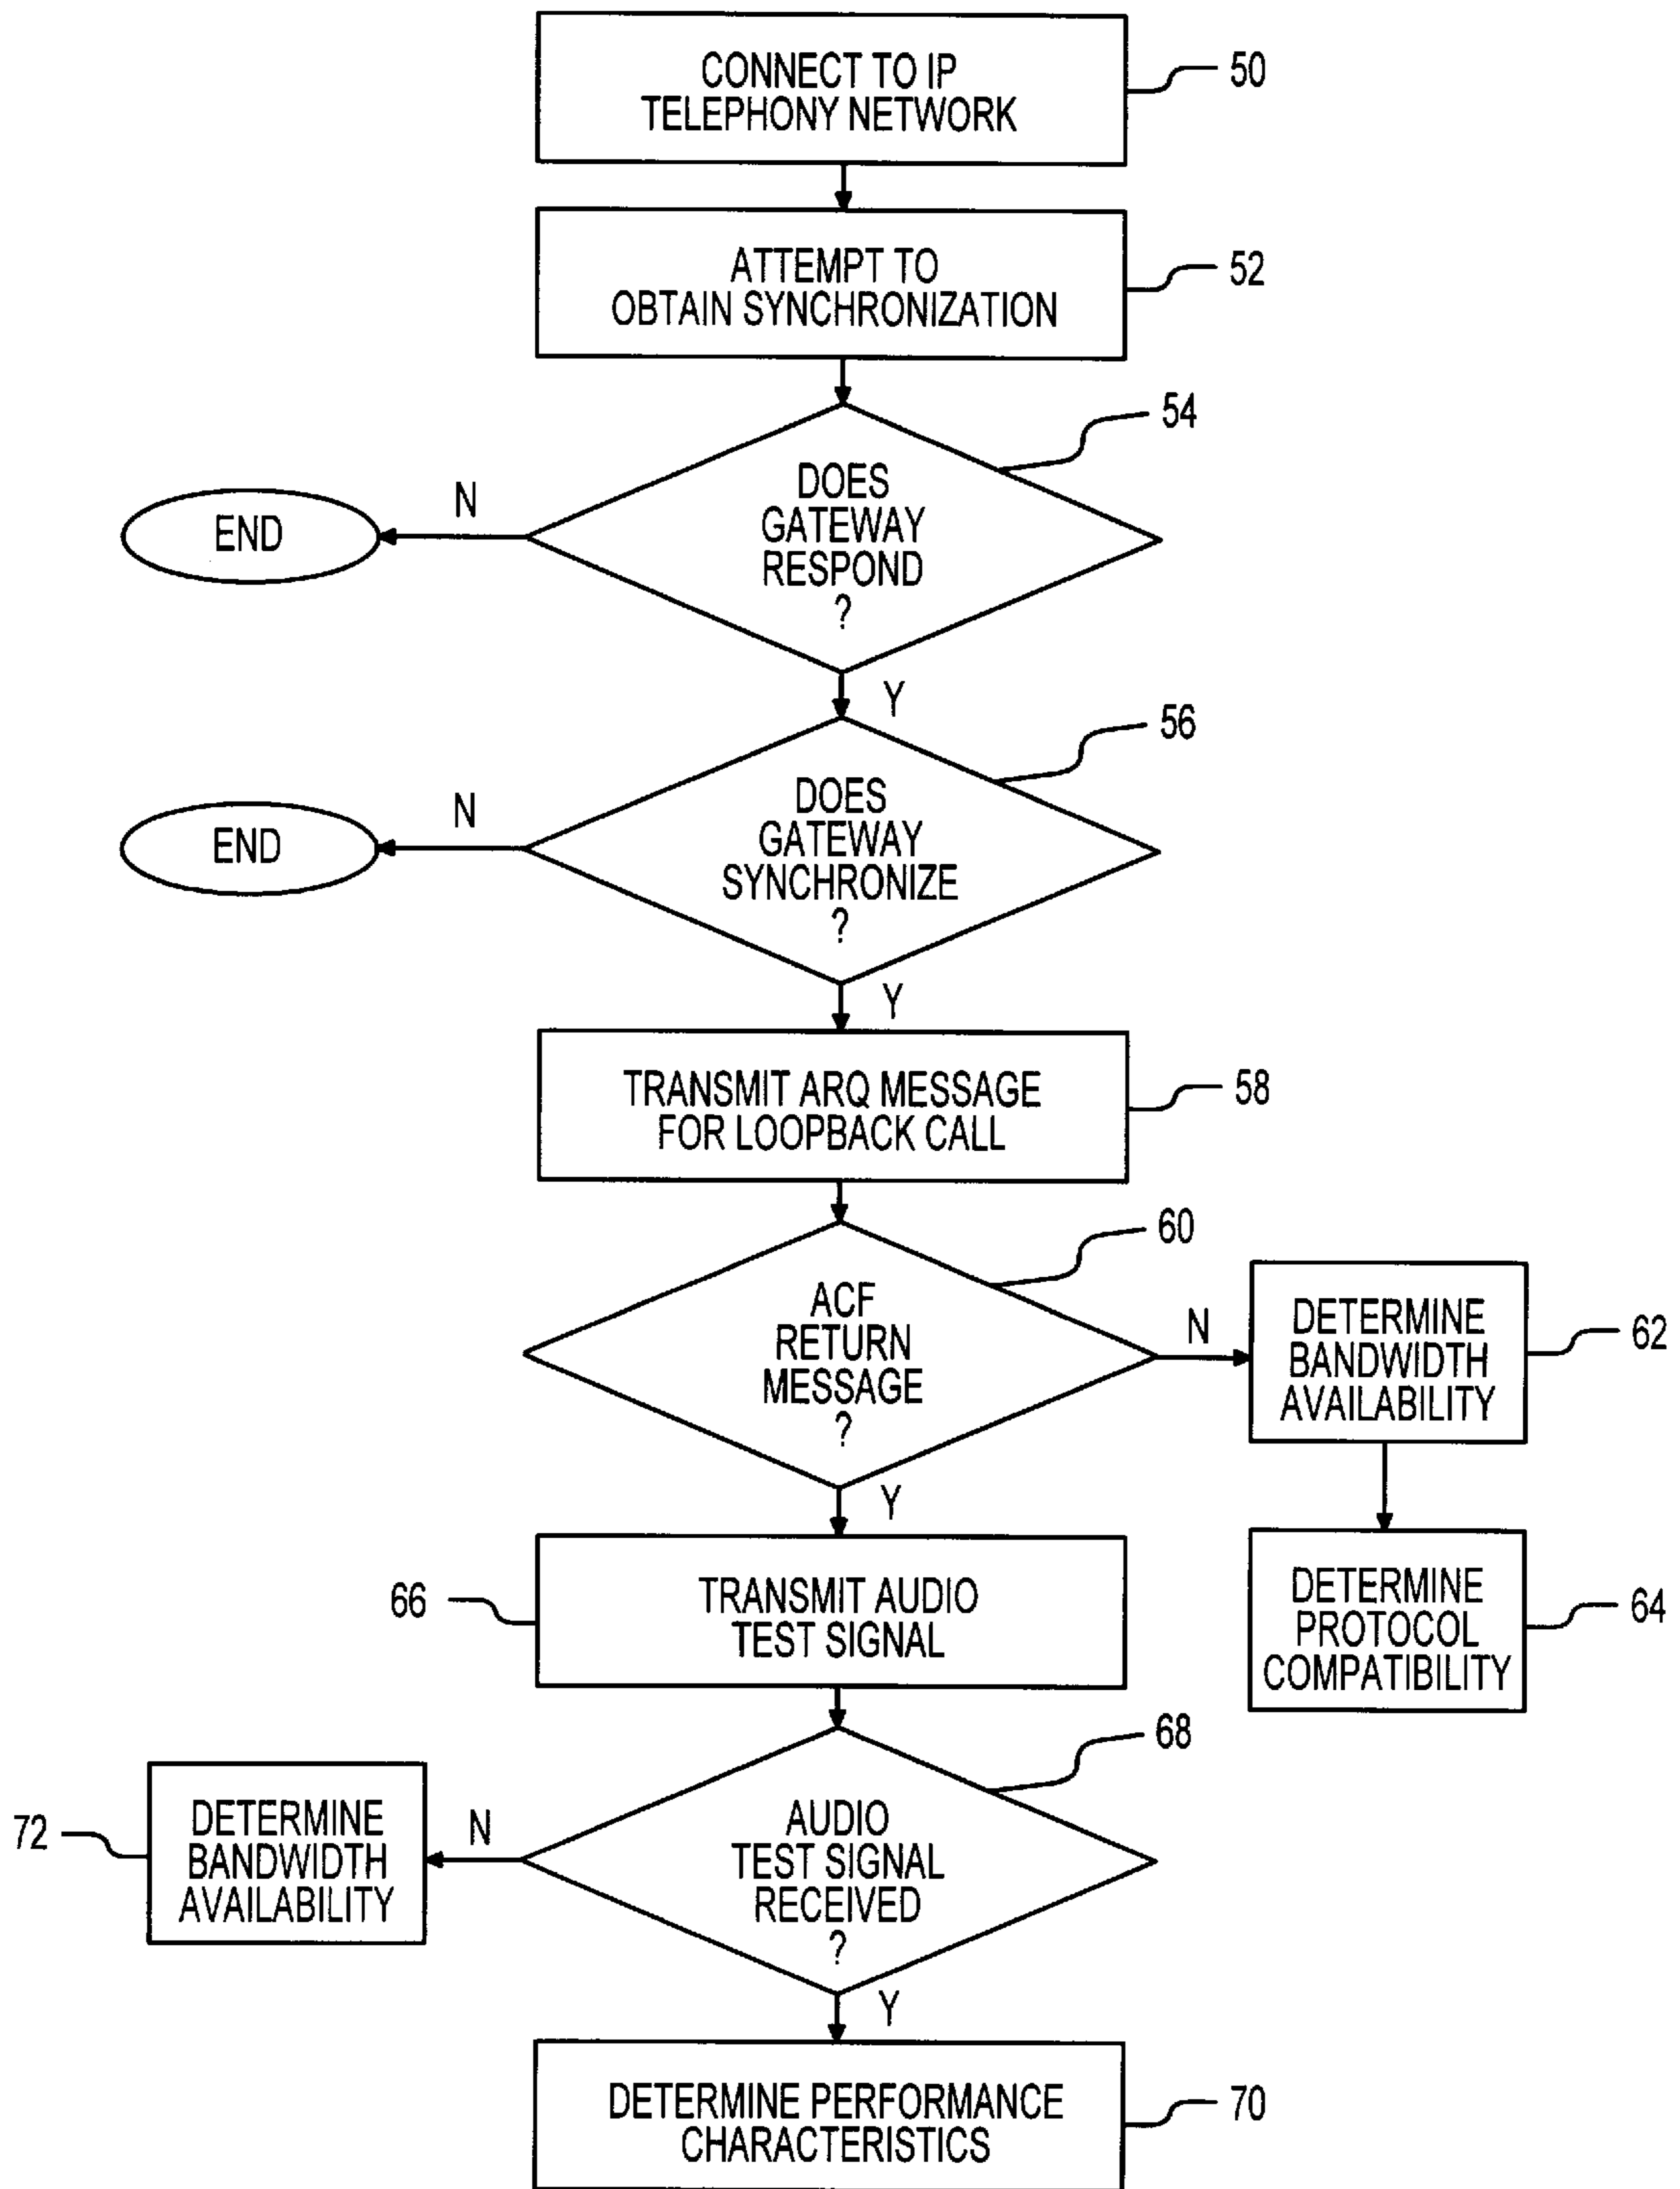 CONNECT TO IP
TELEPHONY NETWORK
50
ATTEMPT TO
OBTAIN SYNCHRONIZATION
52
54
DOES
GATEWAY
RESPOND
?
N
END
Y
56
DOES
GATEWAY
SYNCHRONIZE
?
N
END
Y
TRANSMIT ARQ MESSAGE
FOR LOOPBACK CALL
58
60
ACF
RETURN
MESSAGE
?
N
DETERMINE
BANDWIDTH
AVAILABILITY
62
Y
DETERMINE
PROTOCOL
COMPATIBILITY
64
66
TRANSMIT AUDIO
TEST SIGNAL
68
AUDIO
TEST SIGNAL
RECEIVED
?
N
72
DETERMINE
BANDWIDTH
AVAILABILITY
Y
DETERMINE PERFORMANCE
CHARACTERISTICS
70